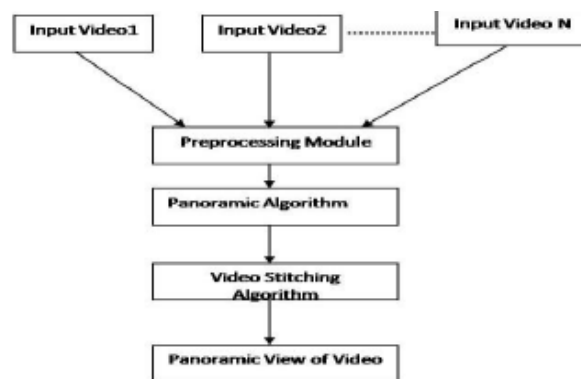 Input Video1
Input Video2
Input Video N
Preprocessing Module
Panoramic Algorithm
Video Stitching
Algorithm
Panoramic View of Video